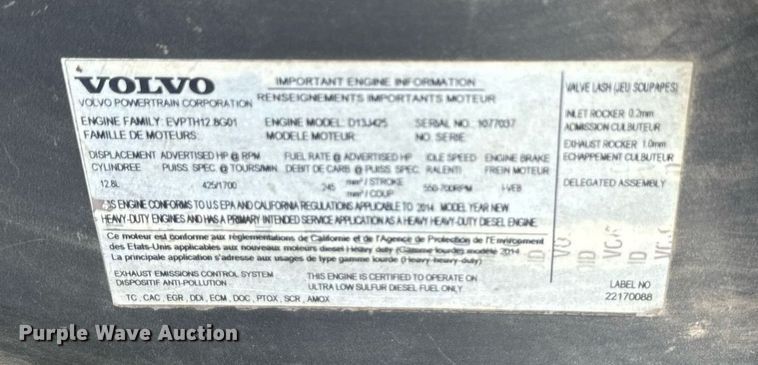 VOLVO
VOLVO POWERTRAIN CORPORATION
IMPORTANT ENGINE INFORMATION
RENSEIGNEMENTS IMPORTANTS MOTEUR
ENGINE FAMILY: EVPTH12.8G01 ENGINE MODEL: D13J425 SERIAL NO: 1077037
FAMILLE DE MOTEURS: MODELE MOTEUR: NO. SERIE:
DISPLACEMENT ADVERTISED HP @ RPM FUEL RATE @ ADVERTISED HP IDLE SPEED ENGINE BRAKE
CYLINDREE PUISS. SPEC. @ TOURS/MIN DEBIT DE CARB @ PUISS. SPEC. RALENTI FREIN MOTEUR
12.8L 425/1700 245 mm³ / STROKE 550-700RPM I-VEB
mm³ / COUP
ENGINE CONFORMS TO US EPA AND CALIFORNIA REGULATIONS APPLICABLE TO 2014 MODEL YEAR NEW
HEAVY-DUTY ENGINES AND HAS A PRIMARY INTENDED SERVICE APPLICATION AS A HEAVY HEAVY-DUTY DIESEL ENGINE.
Ce moteur est conforme aux réglementations de Californie et de l'Agence de Protection de l'Environment
des Etats-Unis applicables aux nouveaux moteurs diesel Heavy duty (Gamme lourde) modèle 2014
La principale application s'adresse aux usages de type gamme lourde (Heavy heavy-duty)
EXHAUST EMISSIONS CONTROL SYSTEM
DISPOSITIF ANTI-POLLUTION
THIS ENGINE IS CERTIFIED TO OPERATE ON
ULTRA LOW SULFUR DIESEL FUEL ONLY
TC, CAC, EGR, DDI, ECM, DOC, PTOX, SCR, AMOX
VALVE LASH (JEU SOUPAPES)
INLET ROCKER 0.2mm
ADMISSION CULBUTEUR
EXHAUST ROCKER 1.0mm
ECHAPPEMENT CULBUTEUR
DELEGATED ASSEMBLY
LABEL NO
22170088
Purple Wave Auction